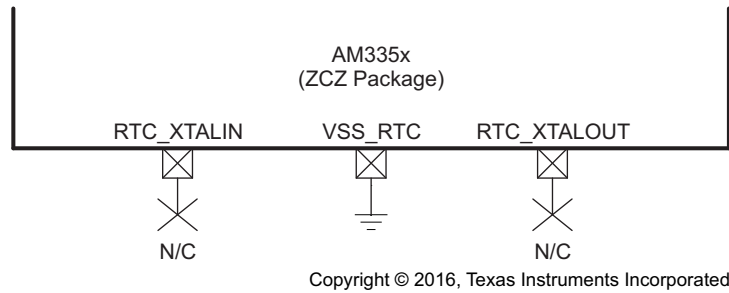 AM335x
(ZCZ Package)
RTC_XTALIN VSS_RTC RTC_XTALOUT
N/C N/C
Copyright © 2016, Texas Instruments Incorporated